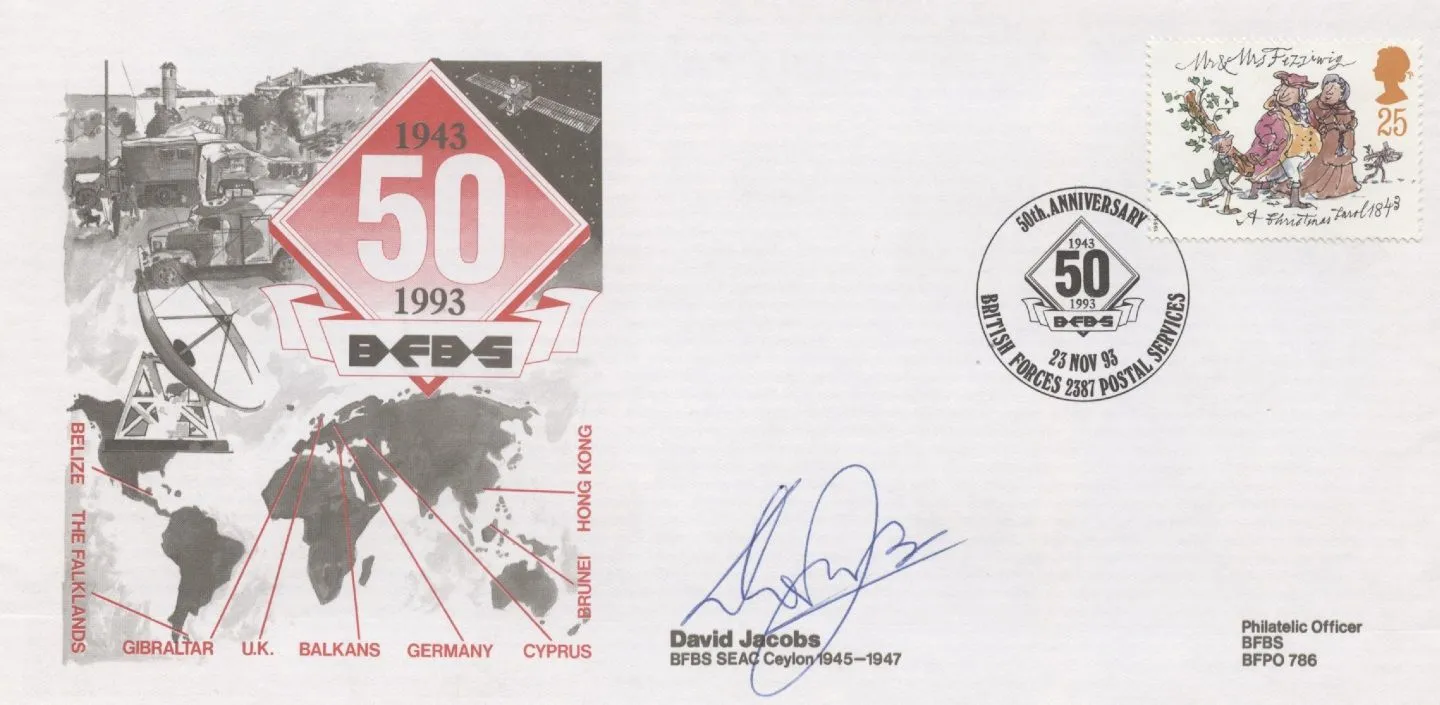 1943
50
1993
BFBS
BELIZE
THE FALKLANDS
GIBRALTAR
U.K.
BALKANS
GERMANY
CYPRUS
BRUNEI
HONG KONG
Mr & Mrs Fezziwig
25
A Christmas Carol 1843
50th. ANNIVERSARY
1943
50
1993
BFBS
23 NOV 93
BRITISH FORCES 2387 POSTAL SERVICES
David Jacobs
BFBS SEAC Ceylon 1945–1947
Philatelic Officer
BFBS
BFPO 786